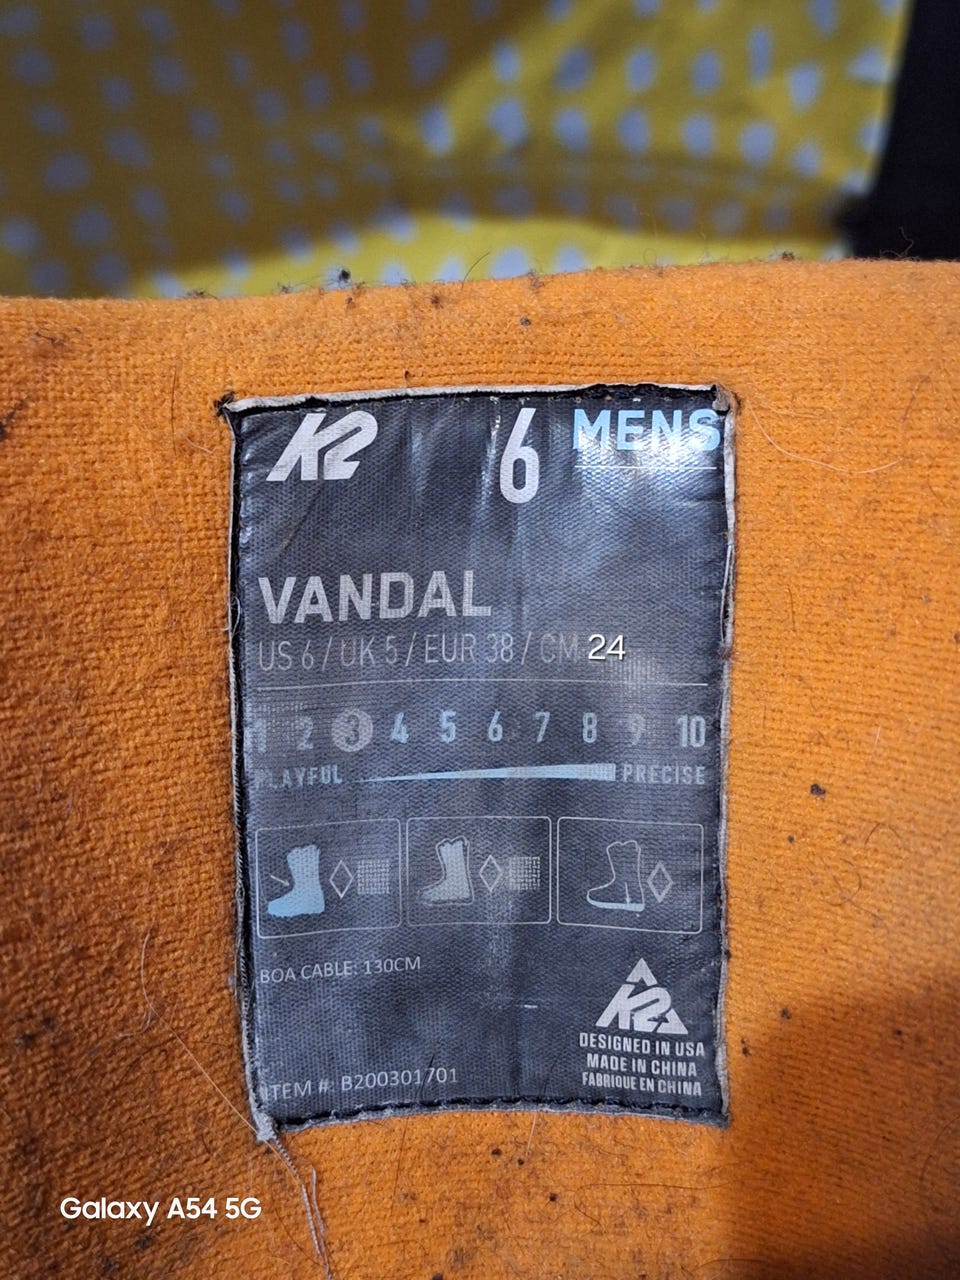 K2 6 MENS
VANDAL
US 6 / UK 5 / EUR 38 / CM 24
1 2 3 4 5 6 7 8 9 10
PLAYFUL PRECISE
BOA CABLE: 130CM
K2
DESIGNED IN USA
MADE IN CHINA
FABRIQUE EN CHINA
ITEM #: B200301701
Galaxy A54 5G